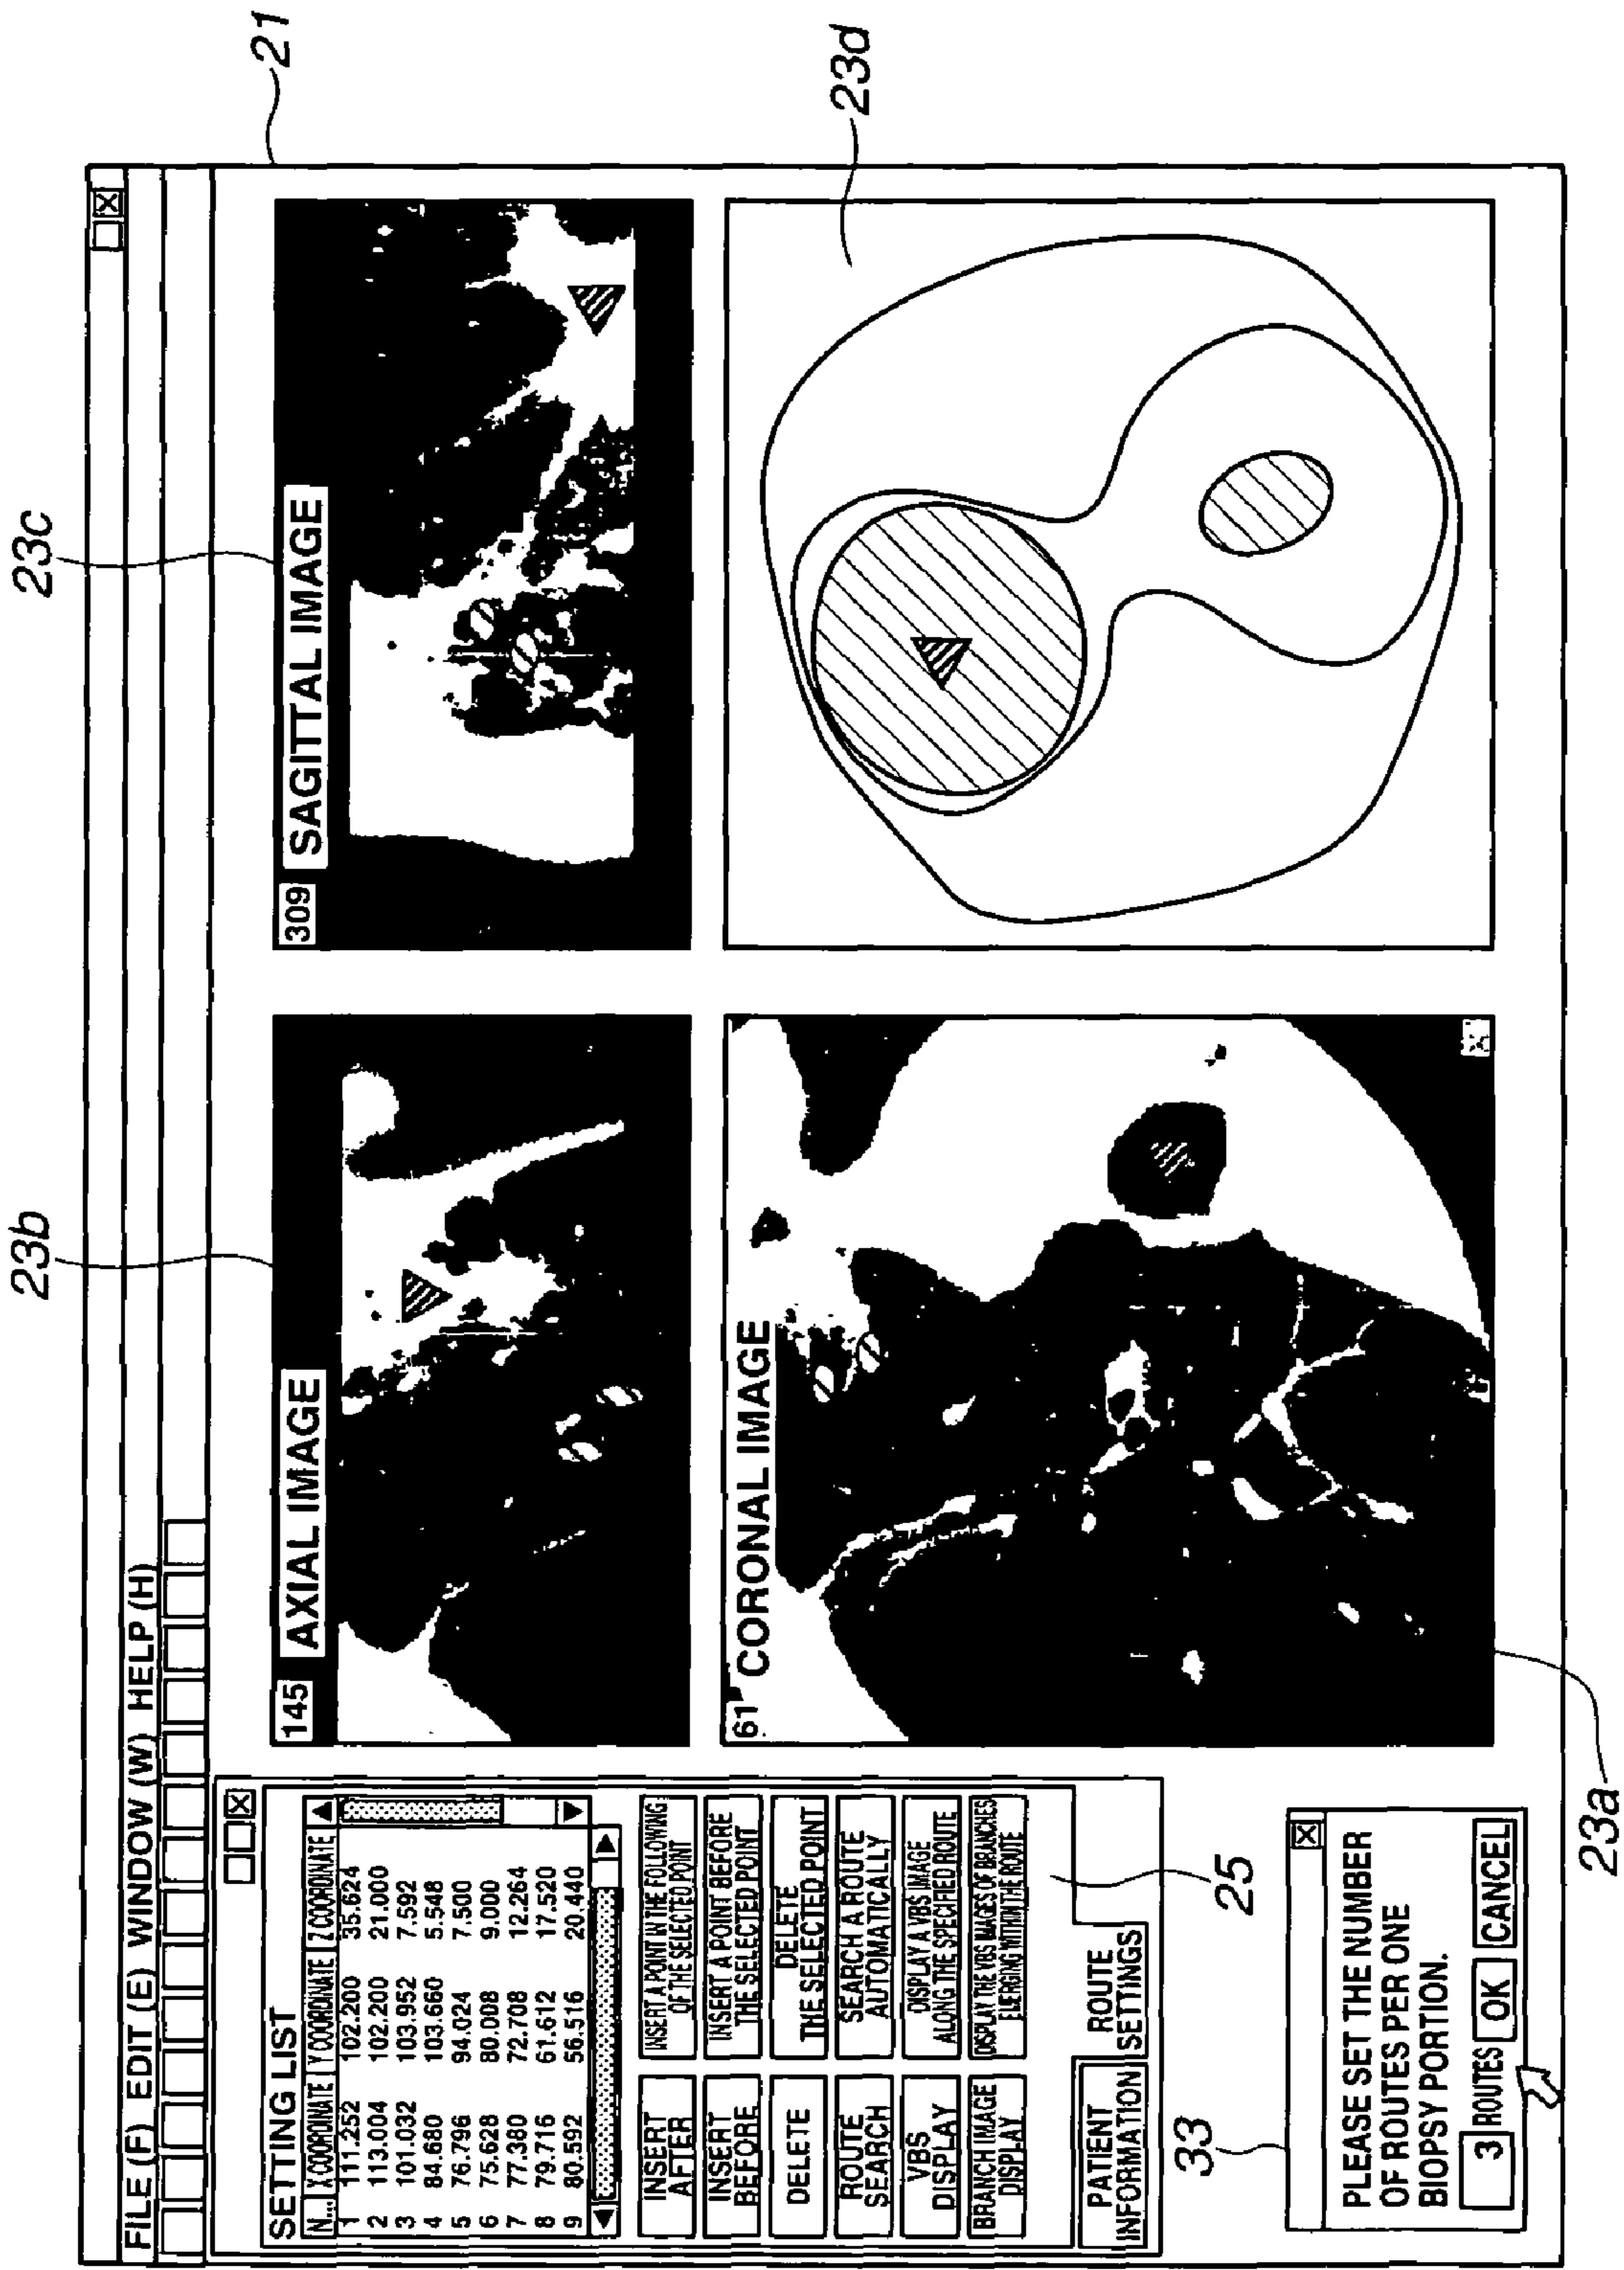 21
23c
23b
23d
FILE (F) EDIT (E) WINDOW (W) HELP (H)
SETTING LIST
N... X COORDINATE Y COORDINATE Z COORDINATE
1 111.252 102.200 35.624
2 113.004 102.200 21.000
3 101.032 103.952 7.592
4 84.680 103.660 5.548
5 76.796 94.024 7.500
6 75.628 80.008 9.000
7 77.380 72.708 12.264
8 79.716 61.612 17.520
9 80.592 56.516 20.440
INSERT
AFTER
INSERT A POINT IN THE FOLLOWING
OF THE SELECTED POINT
INSERT
BEFORE
INSERT A POINT BEFORE
THE SELECTED POINT
DELETE
DELETE
THE SELECTED POINT
ROUTE
SEARCH
SEARCH A ROUTE
AUTOMATICALLY
VBS
DISPLAY
DISPLAY A VBS IMAGE
ALONG THE SPECIFIED ROUTE
BRANCH IMAGE
DISPLAY
DISPLAY THE VBS IMAGES OF BRANCHES
EMERGING WITHIN THE ROUTE
PATIENT
INFORMATION
ROUTE
SETTINGS
25
145 AXIAL IMAGE
309 SAGITTAL IMAGE
61 CORONAL IMAGE
33
PLEASE SET THE NUMBER
OF ROUTES PER ONE
BIOPSY PORTION.
3 ROUTES OK CANCEL
23a